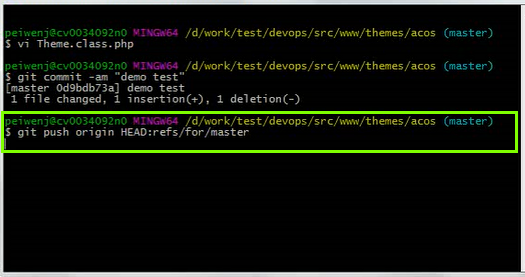 peiwenj@cv0034092n0 MINGW64 /d/work/test/devops/src/www/themes/acos (master)
$ vi Theme.class.php
peiwenj@cv0034092n0 MINGW64 /d/work/test/devops/src/www/themes/acos (master)
$ git commit -am "demo test"
[master 0d9bdb73a] demo test
1 file changed, 1 insertion(+), 1 deletion(-)
peiwenj@cv0034092n0 MINGW64 /d/work/test/devops/src/www/themes/acos (master)
$ git push origin HEAD:refs/for/master